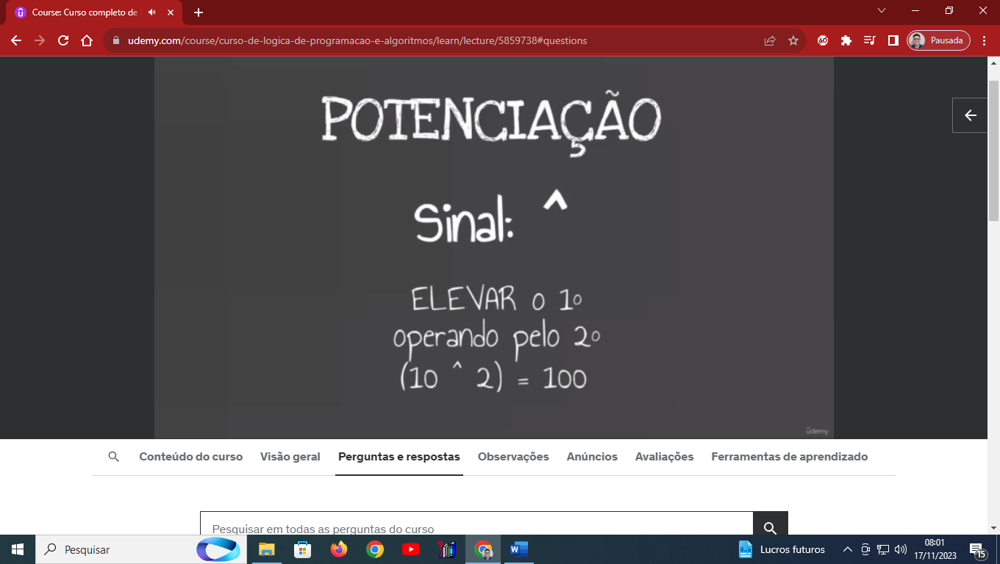 Course: Curso completo de
udemy.com/course/curso-de-logica-de-programacao-e-algoritmos/learn/lecture/5859738#questions
Pausada
POTENCIAÇÃO
Sinal: ^
ELEVAR o 1º
operando pelo 2º
(10 ^ 2) = 100
udemy
Conteúdo do curso Visão geral Perguntas e respostas Observações Anúncios Avaliações Ferramentas de aprendizado
Pesquisar em todas as perguntas do curso
Pesquisar
W
Lucros futuros
08:01
17/11/2023
15